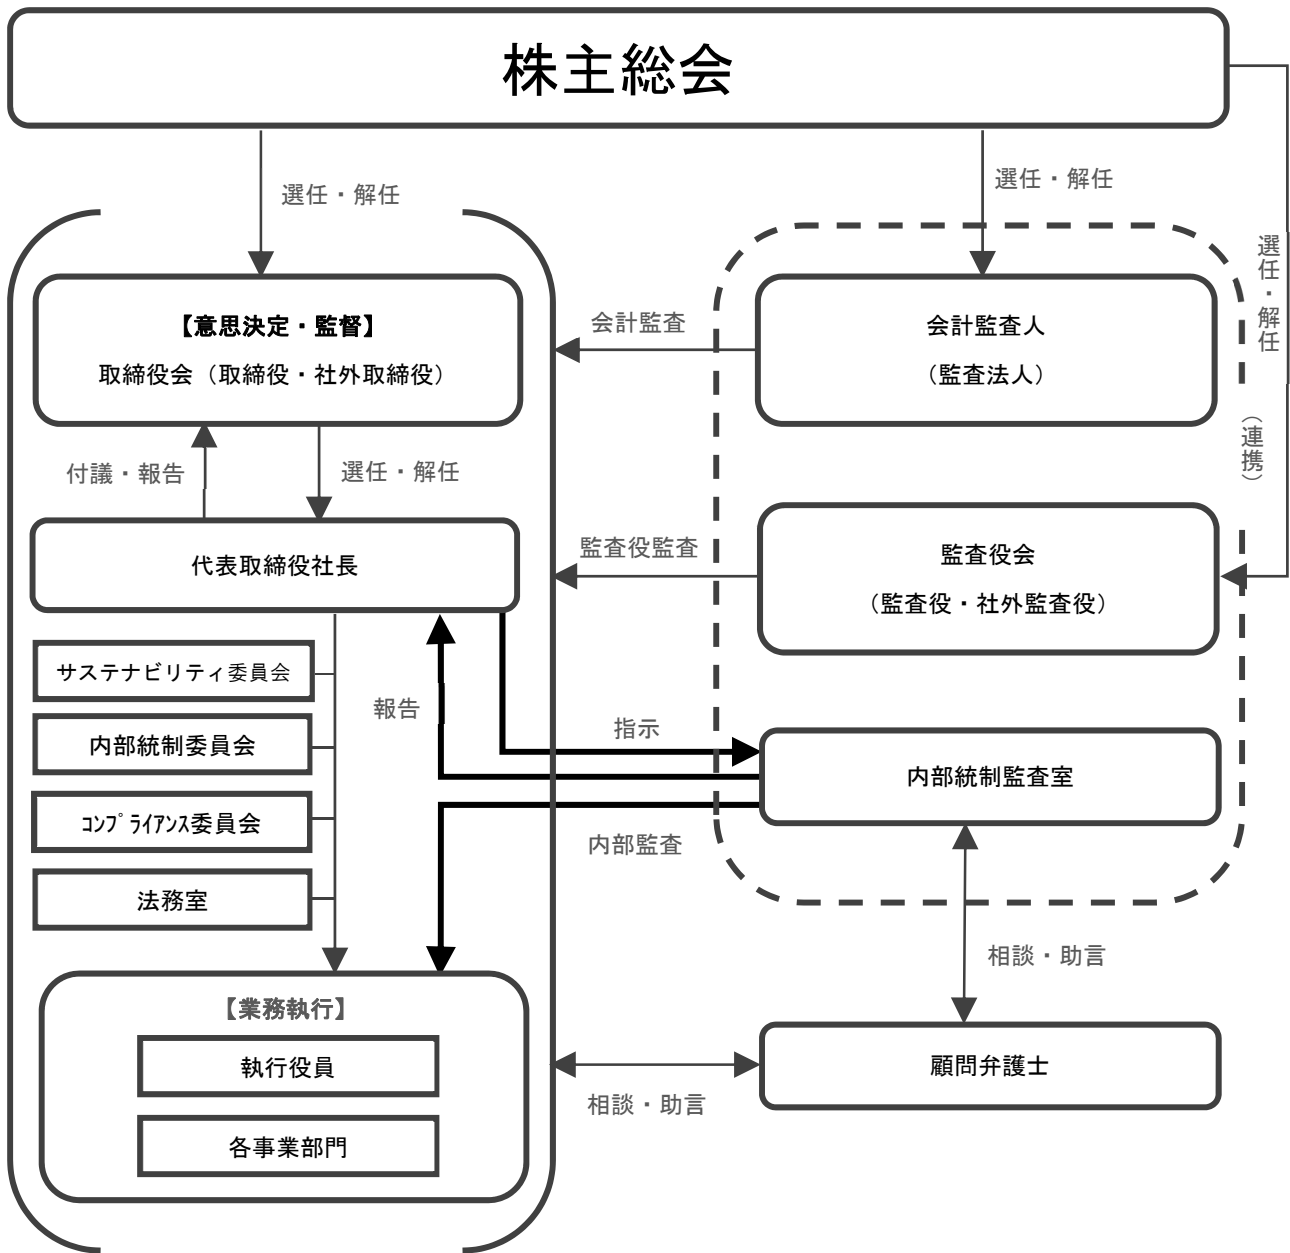 株主総会
選任・解任
選任・解任
選任・解任
【意思決定・監督】
取締役会（取締役・社外取締役）
会計監査
会計監査人
（監査法人）
（連携）
付議・報告
選任・解任
代表取締役社長
監査役監査
監査役会
（監査役・社外監査役）
サステナビリティ委員会
内部統制委員会
ｺﾝﾌﾟﾗｲｱﾝｽ委員会
法務室
報告
指示
内部統制監査室
内部監査
相談・助言
【業務執行】
執行役員
各事業部門
相談・助言
顧問弁護士